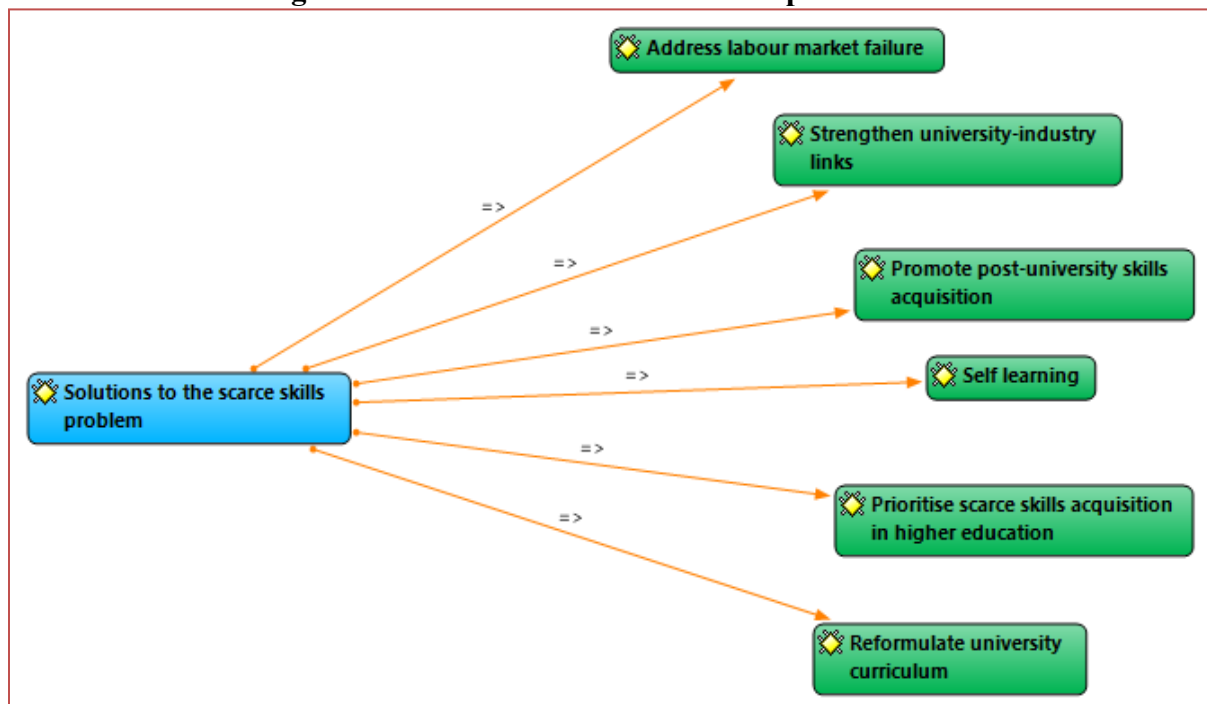 Address labour market failure
Strengthen university-industry
links
=>
=>
Promote post-university skills
acquisition
=>
Self learning
=>
Solutions to the scarce skills
problem
=>
Prioritise scarce skills acquisition
in higher education
=>
Reformulate university
curriculum